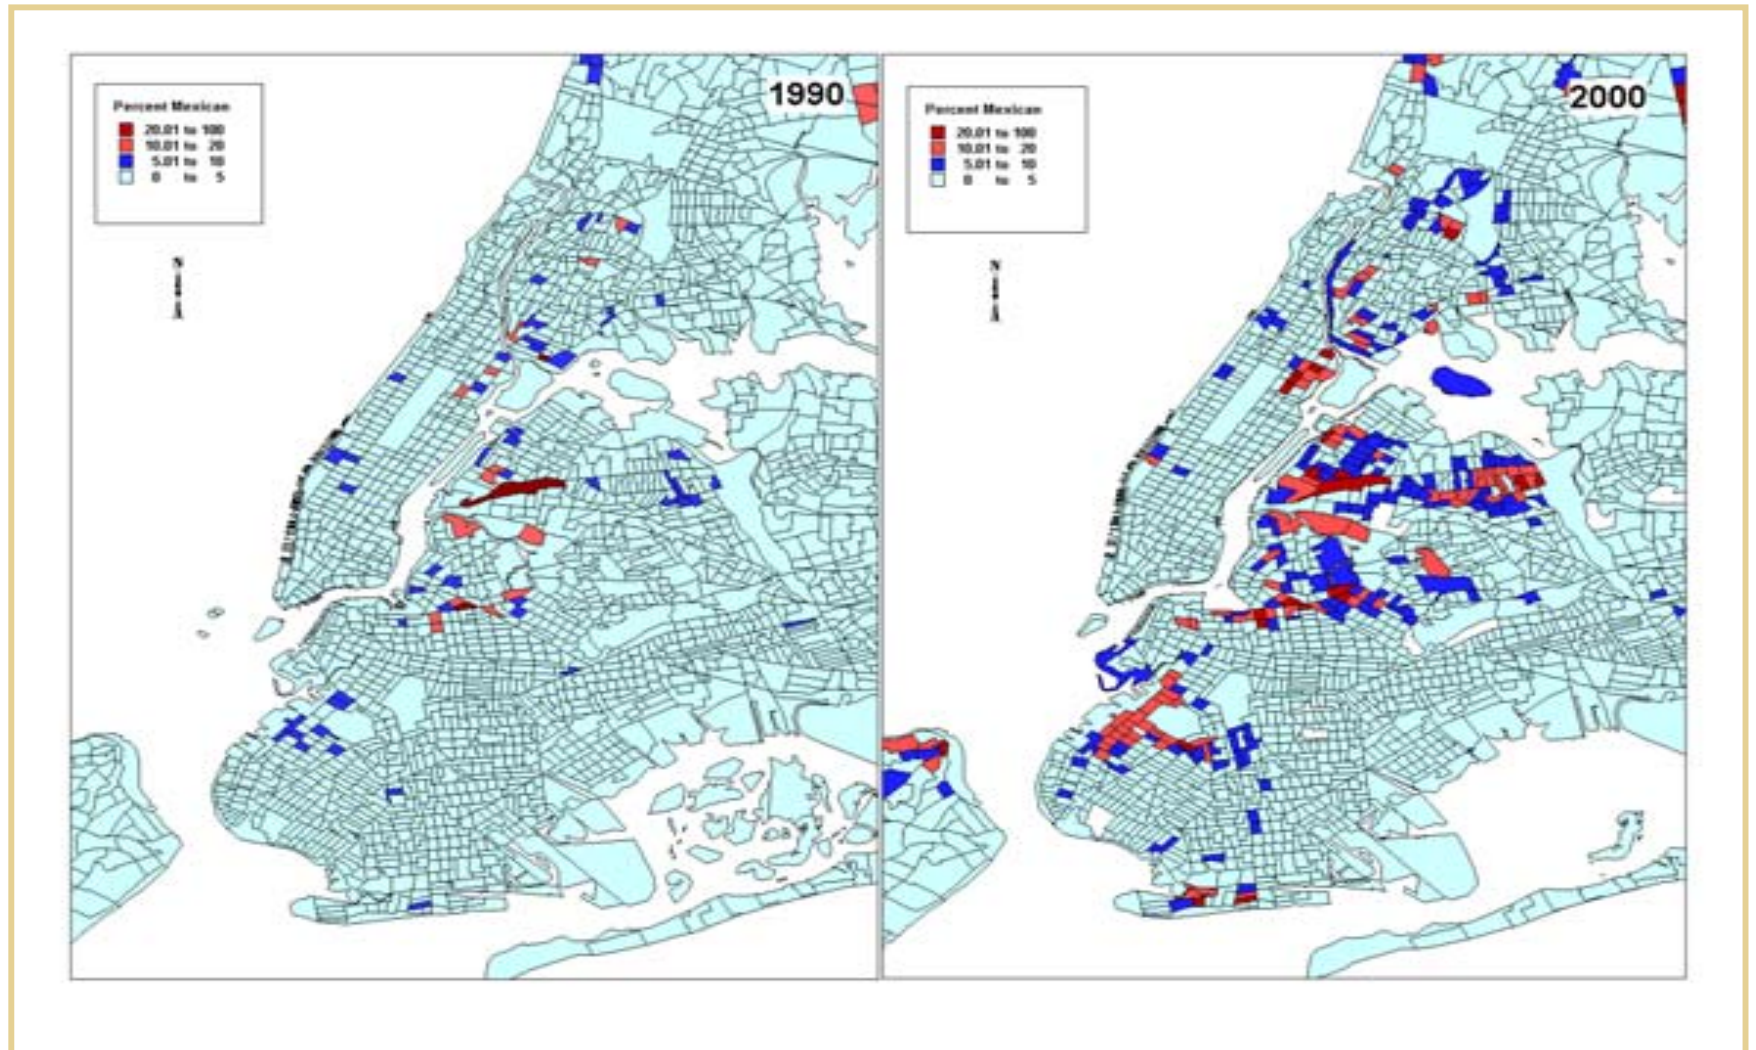 1990
Percent Mexican
20.01 to 100
10.01 to 20
5.01 to 10
0 to 5
N
2000
Percent Mexican
20.01 to 100
10.01 to 20
5.01 to 10
0 to 5
N